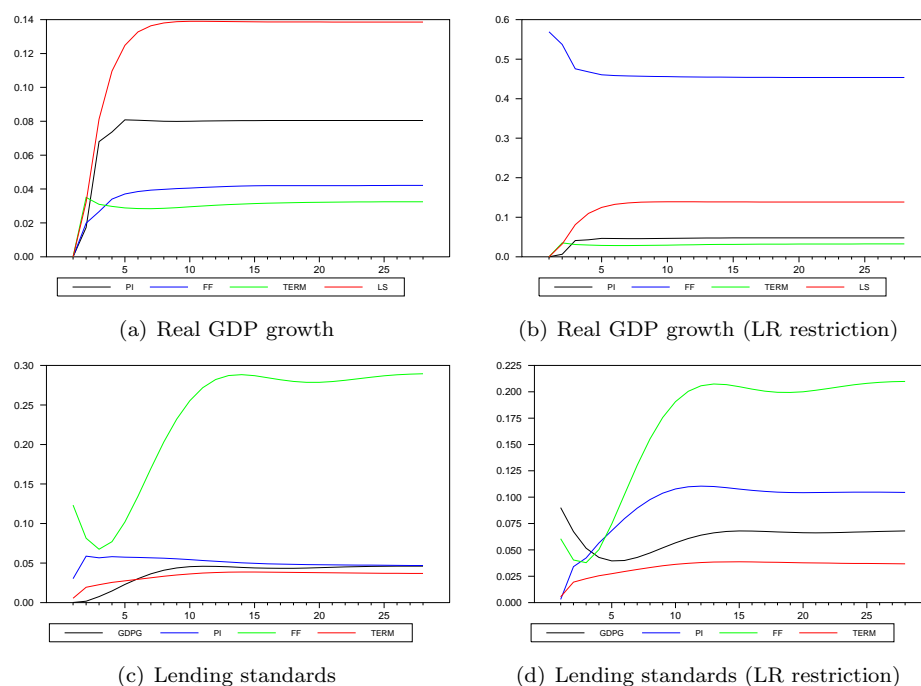 0.14
0.12
0.10
0.08
0.06
0.04
0.02
0.00
5 10 15 20 25
PI FF TERM LS
(a) Real GDP growth
0.6
0.5
0.4
0.3
0.2
0.1
0.0
5 10 15 20 25
PI FF TERM LS
(b) Real GDP growth (LR restriction)
0.30
0.25
0.20
0.15
0.10
0.05
0.00
5 10 15 20 25
GDPG PI FF TERM
(c) Lending standards
0.225
0.200
0.175
0.150
0.125
0.100
0.075
0.050
0.025
0.000
5 10 15 20 25
GDPG PI FF TERM
(d) Lending standards (LR restriction)